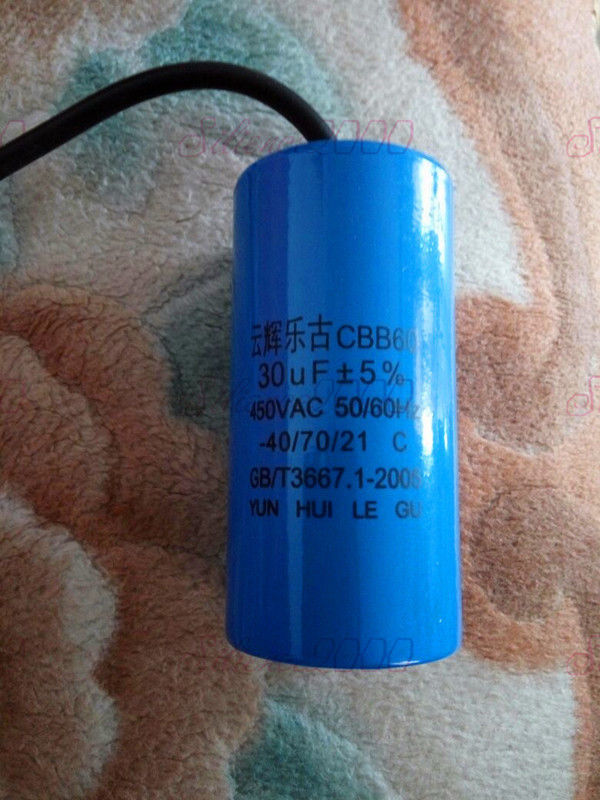 云辉乐古CBB60
30uF±5%
450VAC 50/60Hz
-40/70/21 C
GB/T3667.1-2005
YUN HUI LE GU